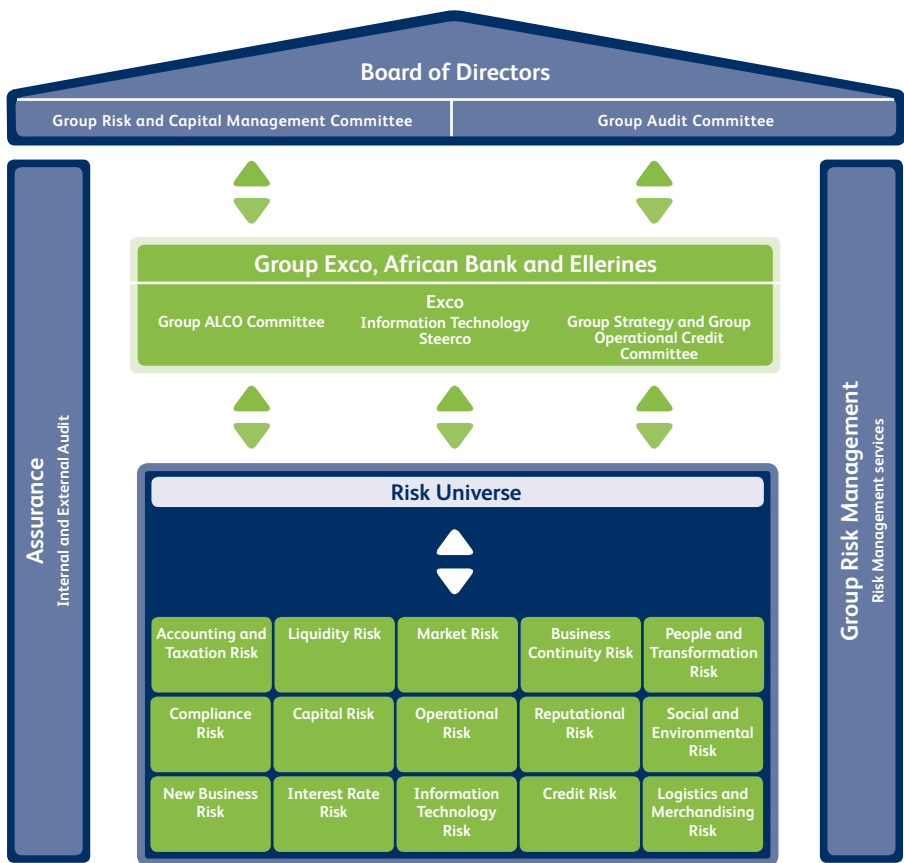 Board of Directors
Group Risk and Capital Management Committee
Group Audit Committee
Assurance
Internal and External Audit
Group Exco, African Bank and Ellerines
Exco
Group ALCO Committee
Information Technology
Steerco
Group Strategy and Group
Operational Credit
Committee
Group Risk Management
Risk Management services
Risk Universe
Accounting and
Taxation Risk
Liquidity Risk
Market Risk
Business
Continuity Risk
People and
Transformation
Risk
Compliance
Risk
Capital Risk
Operational
Risk
Reputational
Risk
Social and
Environmental
Risk
New Business
Risk
Interest Rate
Risk
Information
Technology
Risk
Credit Risk
Logistics and
Merchandising
Risk